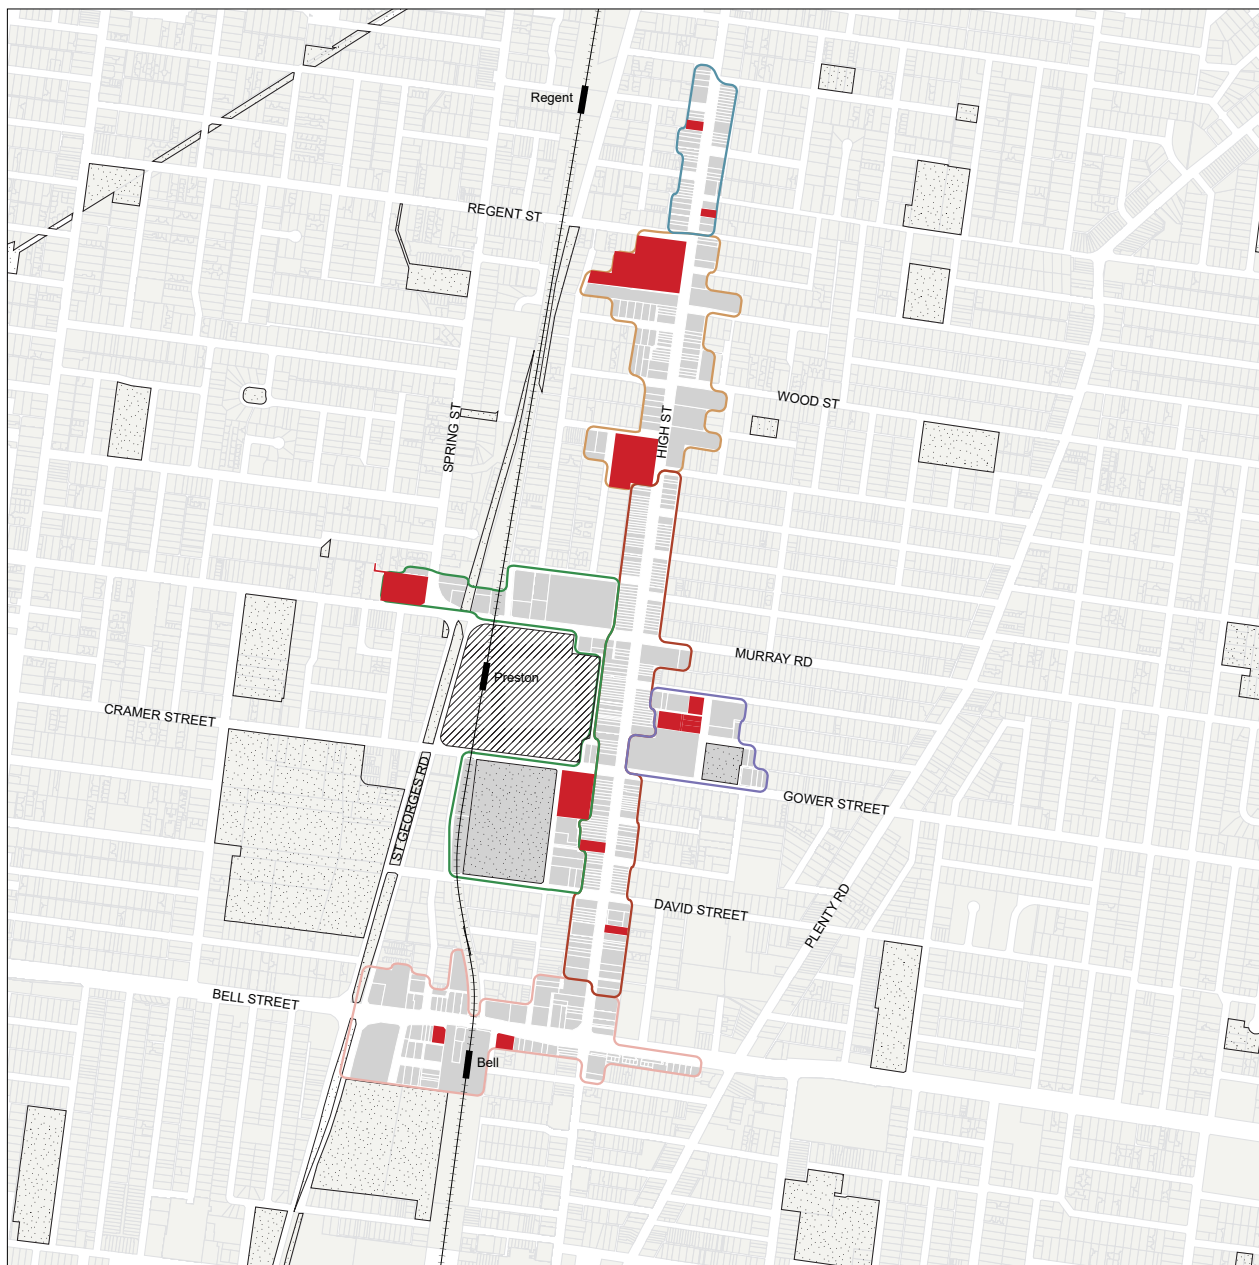 Regent
REGENT ST
WOOD ST
HIGH ST
SPRING ST
MURRAY RD
Preston
CRAMER STREET
ST GEORGES RD
GOWER STREET
DAVID STREET
PLENTY RD
BELL STREET
Bell